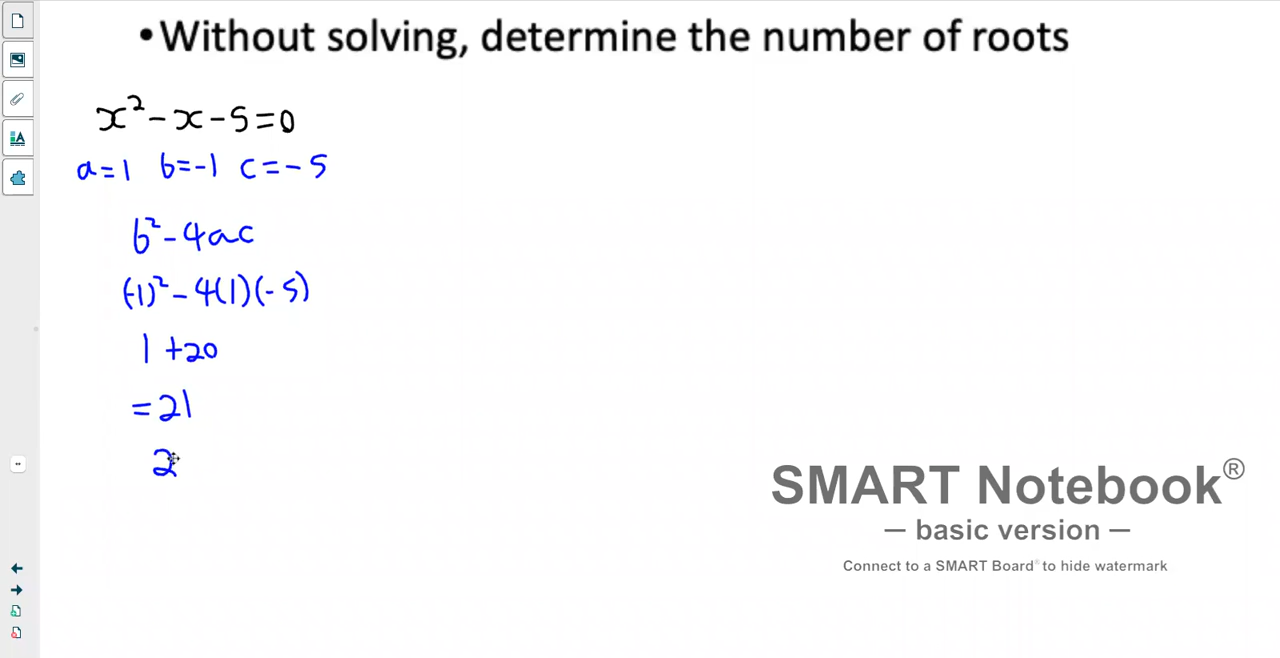 •Without solving, determine the number of roots
x² - x - 5 = 0
a = 1 b = -1 c = -5
b² - 4ac
(-1)² - 4(1)(-5)
1 + 20
= 21
2
SMART Notebook®
— basic version —
Connect to a SMART Board® to hide watermark